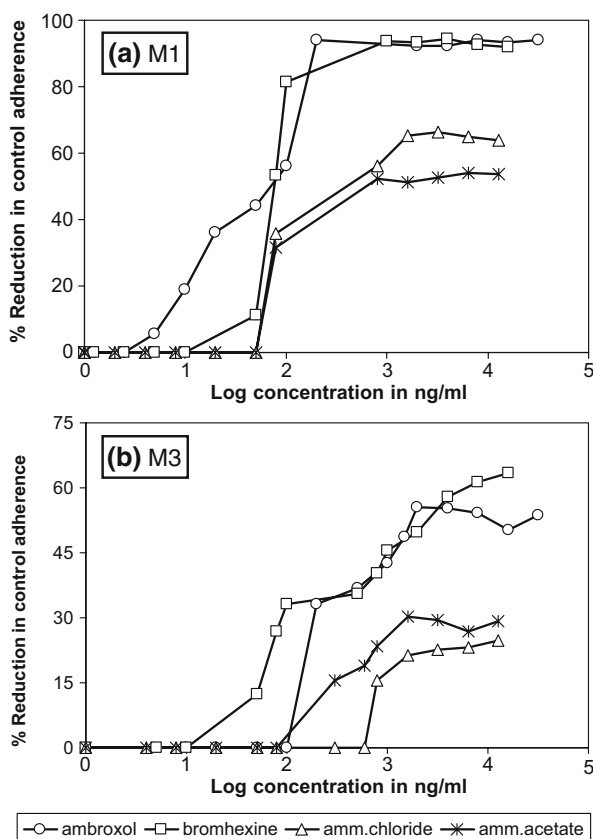 (a) M1
% Reduction in control adherence
100
80
60
40
20
0
0 1 2 3 4 5
Log concentration in ng/ml
(b) M3
% Reduction in control adherence
75
60
45
30
15
0
0 1 2 3 4 5
Log concentration in ng/ml
ambroxol bromhexine amm.chloride amm.acetate